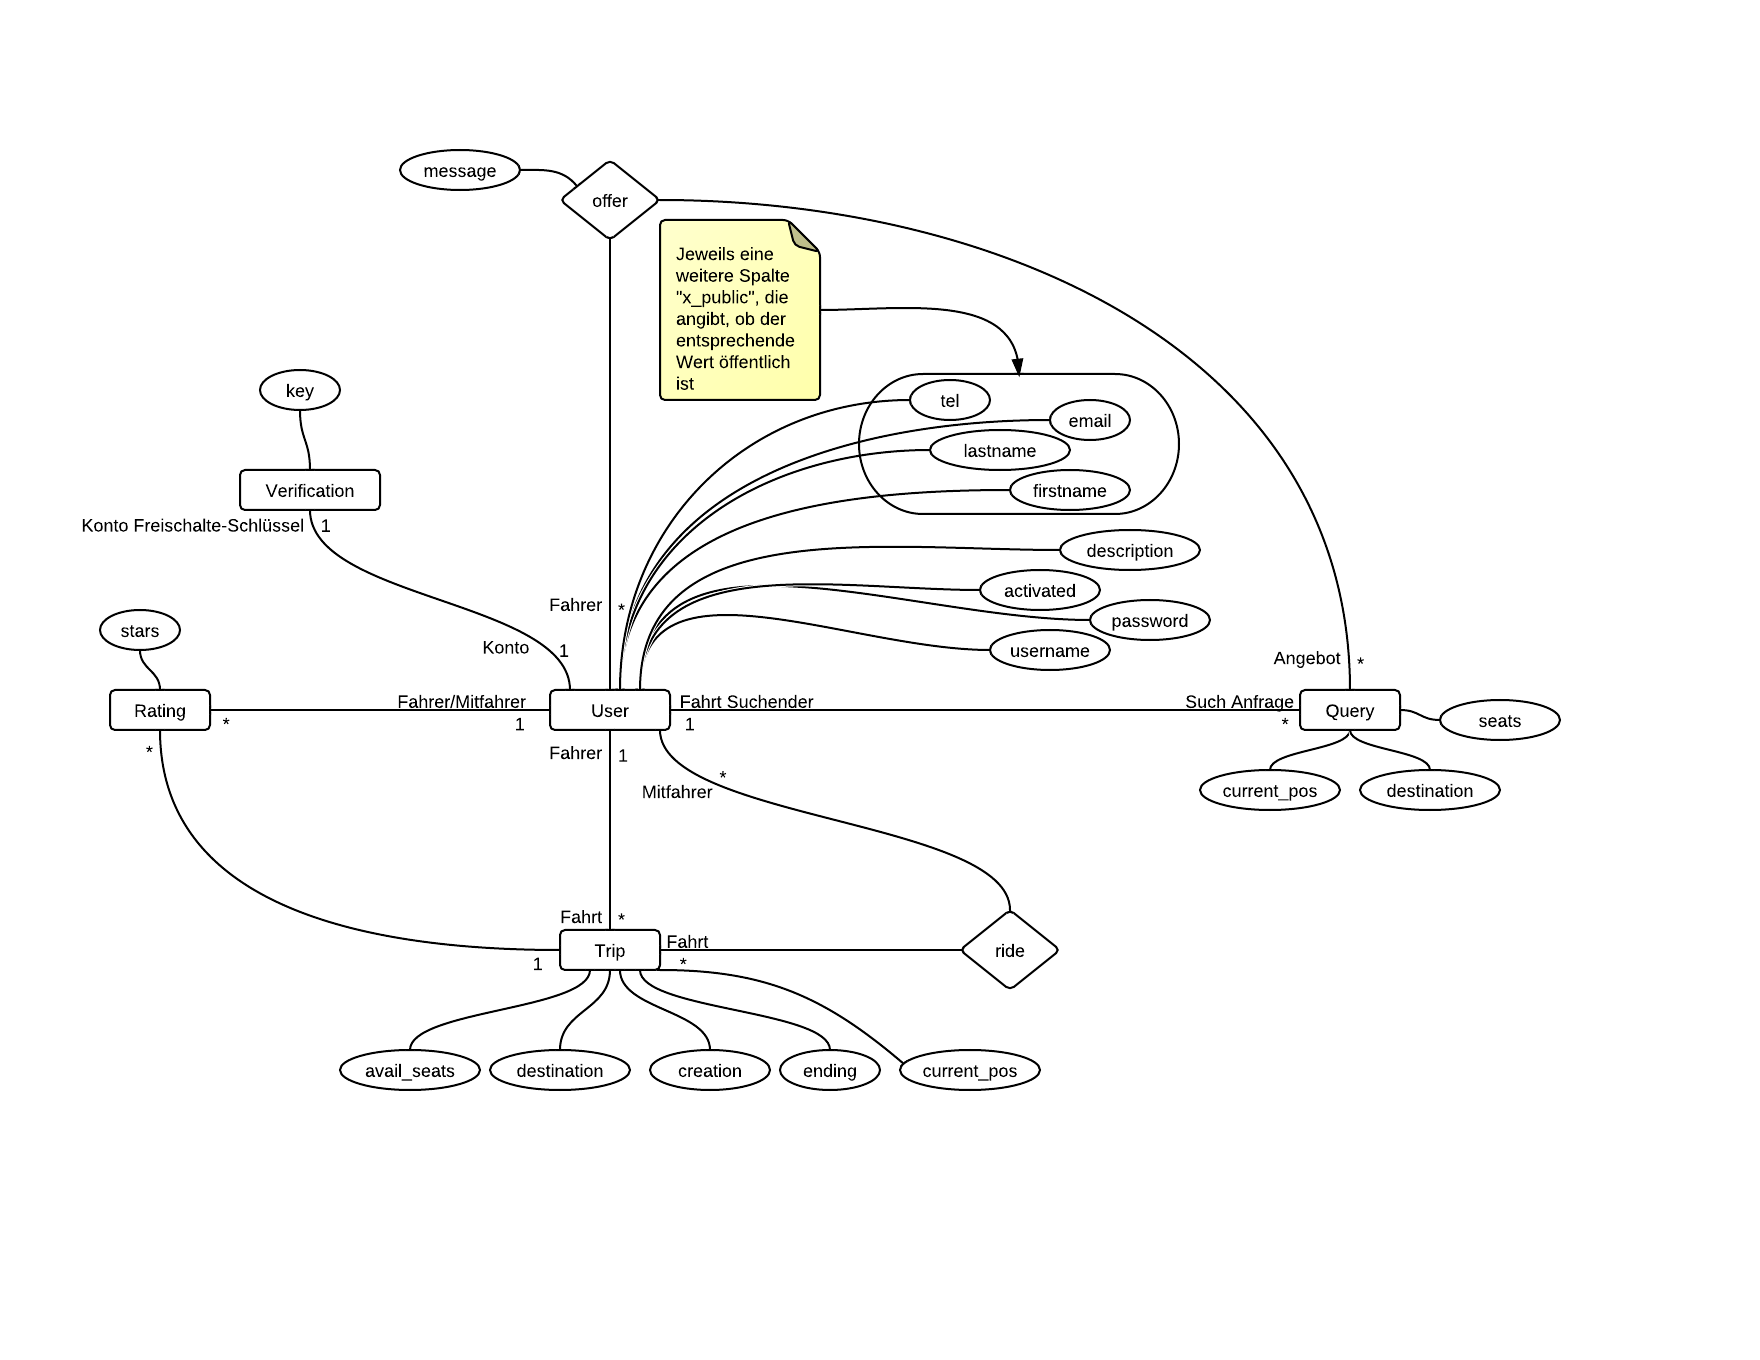 message
offer
Jeweils eine
weitere Spalte
"x_public", die
angibt, ob der
entsprechende
Wert öffentlich
ist
key
tel
email
lastname
firstname
Verification
Konto Freischalte-Schlüssel 1
description
activated
password
username
Fahrer *
stars
Konto 1
Angebot *
Rating
*
*
Fahrer/Mitfahrer
1
User
Fahrt Suchender
1
Such Anfrage
*
Query
seats
current_pos
destination
Fahrer 1
*
Mitfahrer
Fahrt *
1
Trip
Fahrt
*
ride
avail_seats
destination
creation
ending
current_pos